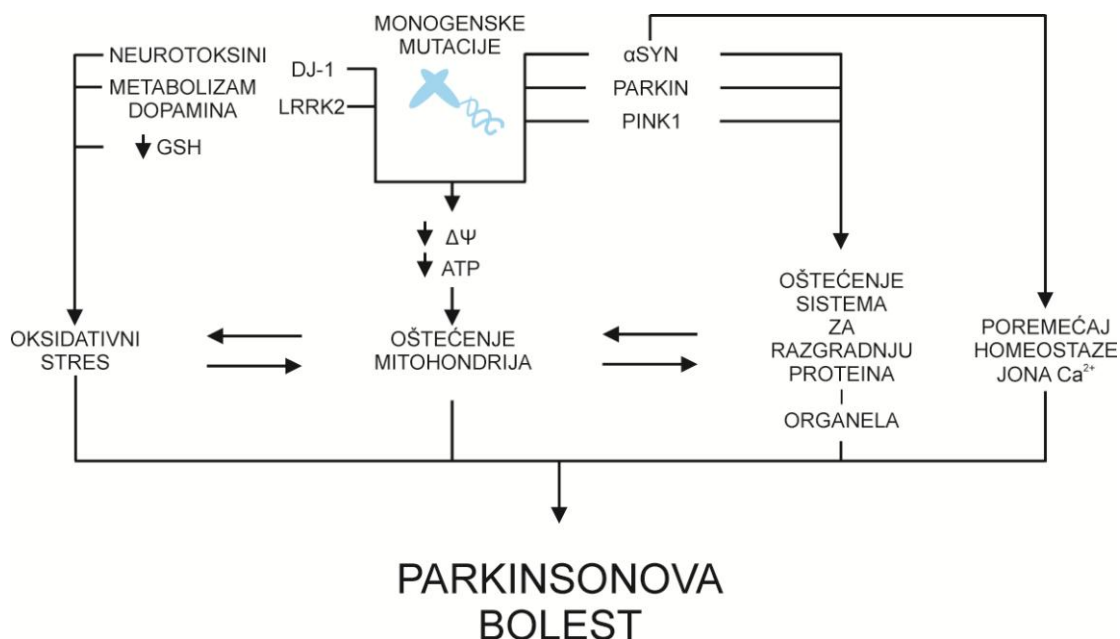 NEUROTOKSINI
METABOLIZAM
DOPAMINA
GSH
DJ-1
LRRK2
MONOGENSKE
MUTACIJE
αSYN
PARKIN
PINK1
ΔΨ
ATP
OKSIDATIVNI
STRES
OŠTEĆENJE
MITOHONDRIJA
OŠTEĆENJE
SISTEMA
ZA
RAZGRADNJU
PROTEINA
ORGANELA
POREMEĆAJ
HOMEOSTAZE
JONA Ca²⁺
PARKINSONOVA
BOLEST